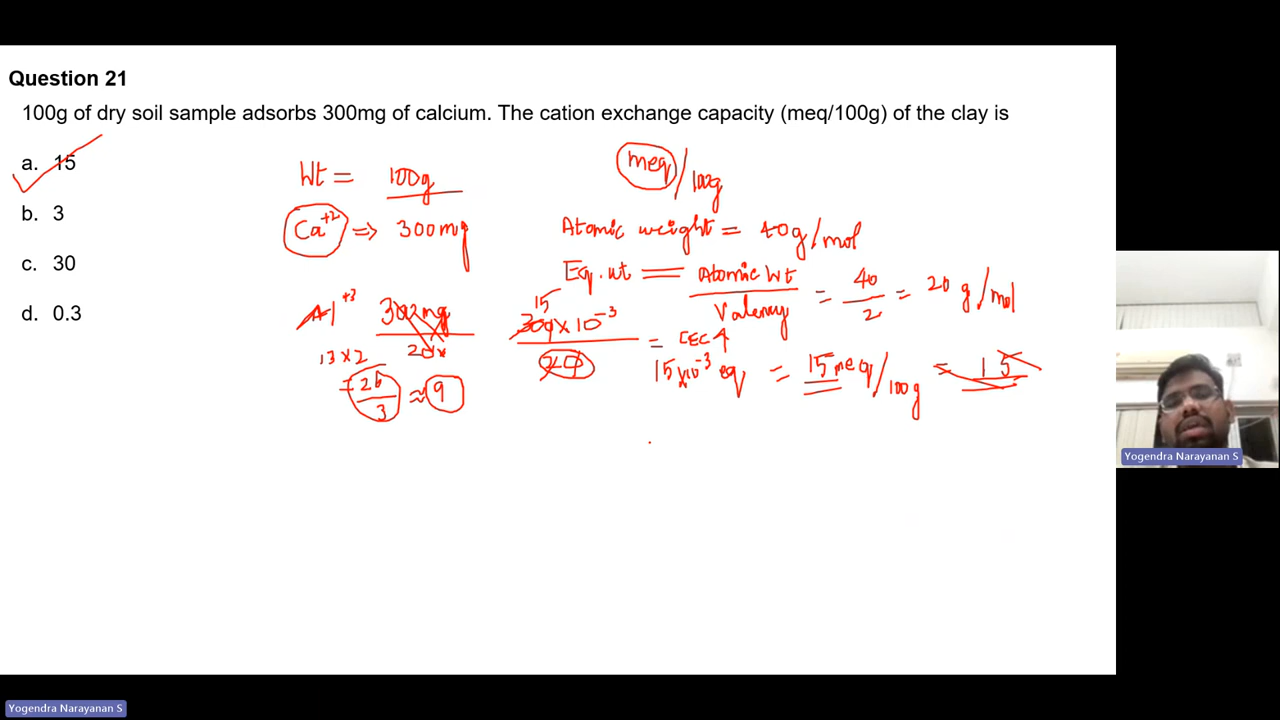 Question 21
100g of dry soil sample adsorbs 300mg of calcium. The cation exchange capacity (meq/100g) of the clay is
a. 15
b. 3
c. 30
d. 0.3
Wt = 100g
Ca+2 => 300mg
meq/100g
Atomic weight = 40g/mol
Eq. wt = Atomic Wt / Valency = 40/2 = 20 g/mol
Al+3
13 x 2
= 26/3 ≈ 9
300mg
15
x 10-3
20
= CEC
15x10-3 eq = 15 meq/100g = 15
Yogendra Narayanan S
Yogendra Narayanan S